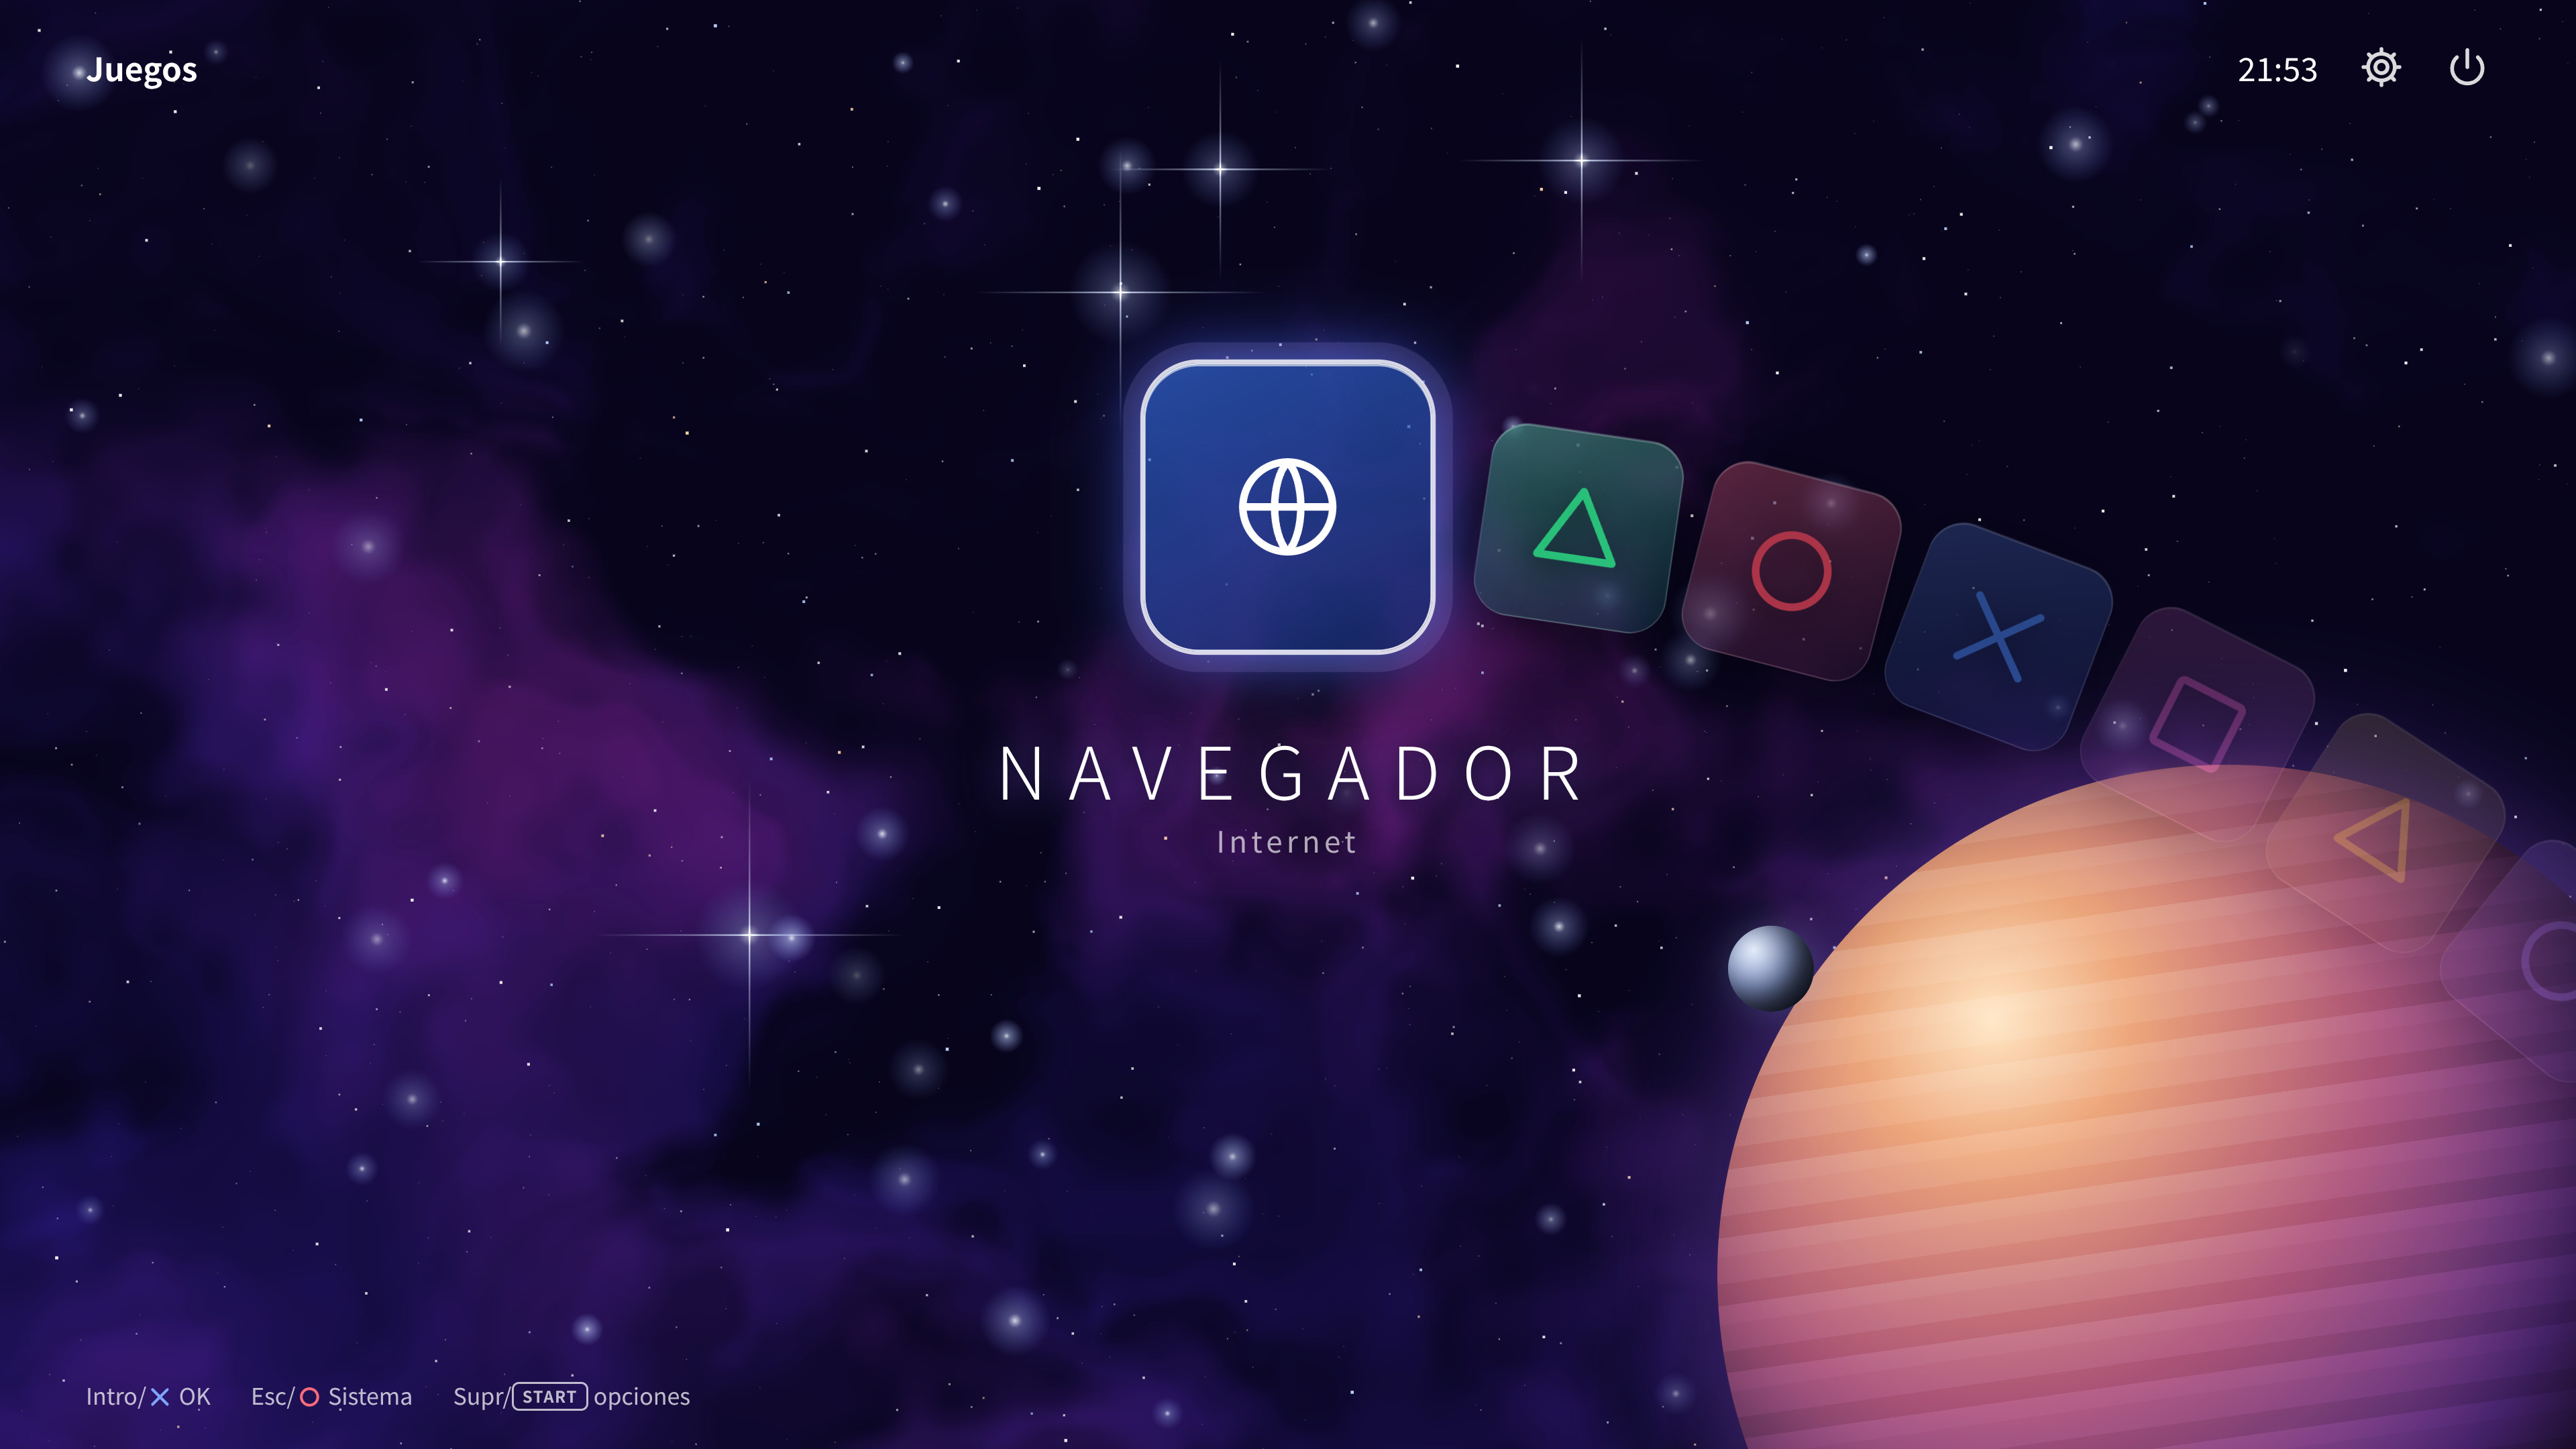 Juegos
21:53
NAVEGADOR
Internet
Intro/ OK Esc/ Sistema Supr/START opciones